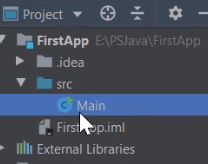 Project
FirstApp E:\PSJava\FirstApp
.idea
src
Main
FirstApp.iml
External Libraries